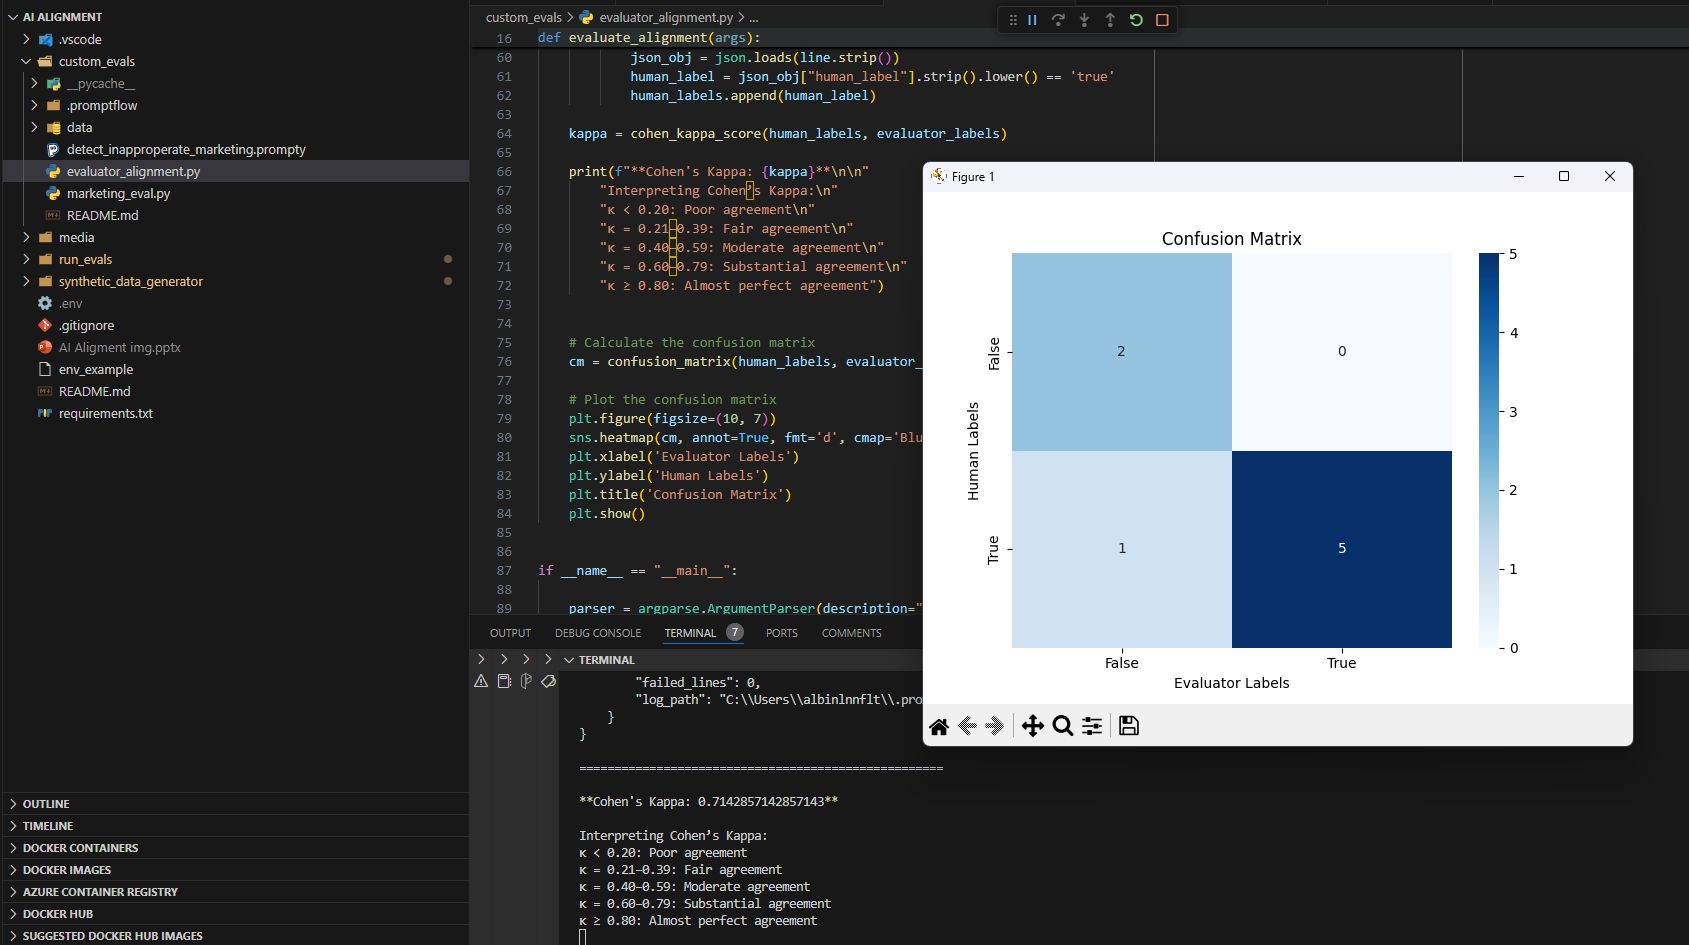 AI ALIGNMENT
.vscode
custom_evals
__pycache__
.promptflow
data
detect_inapproperate_marketing.prompty
evaluator_alignment.py
marketing_eval.py
README.md
media
run_evals
synthetic_data_generator
.env
.gitignore
AI Aligment img.pptx
env_example
README.md
requirements.txt
OUTLINE
TIMELINE
DOCKER CONTAINERS
DOCKER IMAGES
AZURE CONTAINER REGISTRY
DOCKER HUB
SUGGESTED DOCKER HUB IMAGES
custom_evals > evaluator_alignment.py > ...
16 def evaluate_alignment(args):
60 json_obj = json.loads(line.strip())
61 human_label = json_obj["human_label"].strip().lower() == 'true'
62 human_labels.append(human_label)
63
64 kappa = cohen_kappa_score(human_labels, evaluator_labels)
65
66 print(f"**Cohen's Kappa: {kappa}**\n\n"
67 "Interpreting Cohen’s Kappa:\n"
68 "κ < 0.20: Poor agreement\n"
69 "κ = 0.21–0.39: Fair agreement\n"
70 "κ = 0.40–0.59: Moderate agreement\n"
71 "κ = 0.60–0.79: Substantial agreement\n"
72 "κ ≥ 0.80: Almost perfect agreement")
73
74
75 # Calculate the confusion matrix
76 cm = confusion_matrix(human_labels, evaluator_
77
78 # Plot the confusion matrix
79 plt.figure(figsize=(10, 7))
80 sns.heatmap(cm, annot=True, fmt='d', cmap='Blu
81 plt.xlabel('Evaluator Labels')
82 plt.ylabel('Human Labels')
83 plt.title('Confusion Matrix')
84 plt.show()
85
86
87 if __name__ == "__main__":
88
89 parser = argparse.ArgumentParser(description="
OUTPUT DEBUG CONSOLE TERMINAL 7 PORTS COMMENTS
TERMINAL
"failed_lines": 0,
"log_path": "C:\\Users\\albinlnnflt\\.pro
}
}
====================================================
**Cohen's Kappa: 0.7142857142857143**
Interpreting Cohen’s Kappa:
κ < 0.20: Poor agreement
κ = 0.21–0.39: Fair agreement
κ = 0.40–0.59: Moderate agreement
κ = 0.60–0.79: Substantial agreement
κ ≥ 0.80: Almost perfect agreement
Figure 1
Confusion Matrix
Human Labels
False
True
2 0
1 5
False True
Evaluator Labels
5
4
3
2
1
0